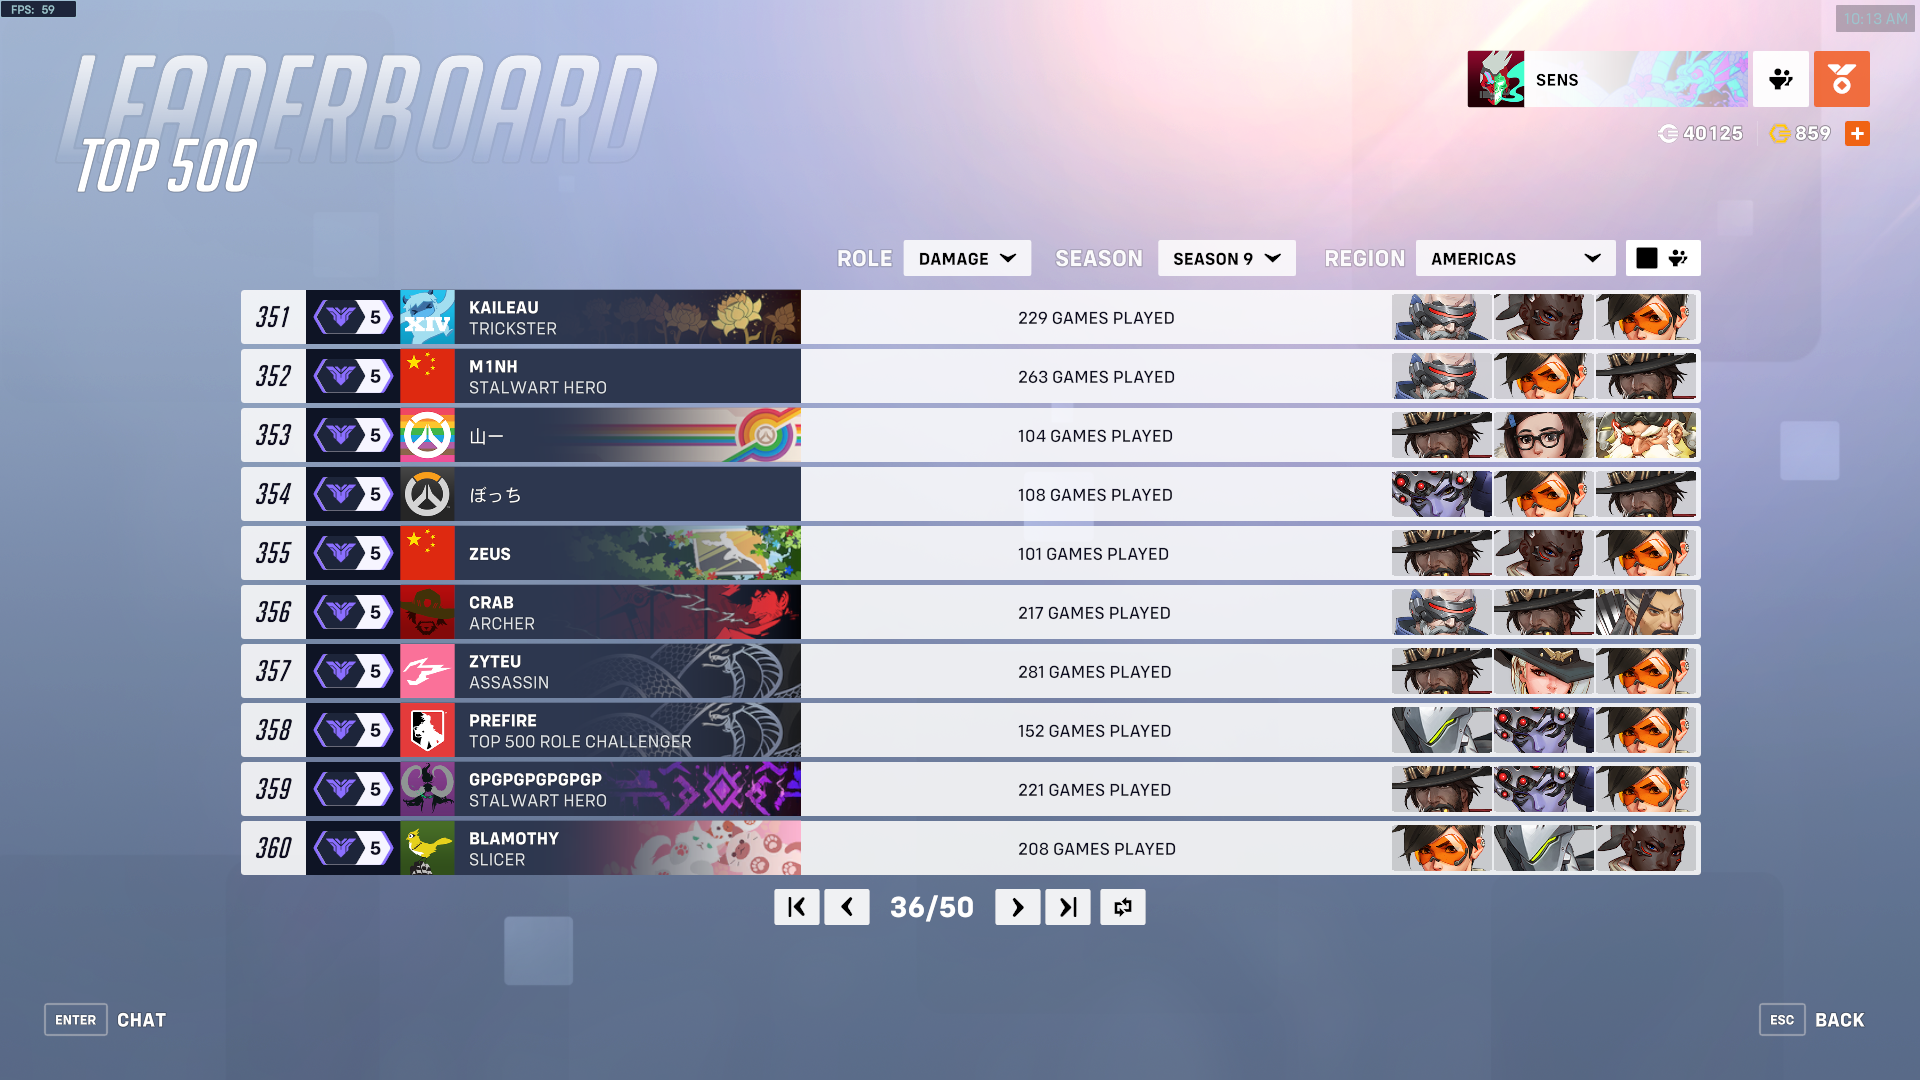 FPS: 59
10:13 AM
LEADERBOARD
TOP 500
SENS
40125
859
ROLE
DAMAGE
SEASON
SEASON 9
REGION
AMERICAS
351 5 XIV KAILEAU 229 GAMES PLAYED
TRICKSTER
352 5 M1NH 263 GAMES PLAYED
STALWART HERO
353 5 山一 104 GAMES PLAYED
354 5 ぼっち 108 GAMES PLAYED
355 5 ZEUS 101 GAMES PLAYED
356 5 CRAB 217 GAMES PLAYED
ARCHER
357 5 ZYTEU 281 GAMES PLAYED
ASSASSIN
358 5 PREFIRE 152 GAMES PLAYED
TOP 500 ROLE CHALLENGER
359 5 GPGPGPGPGPGP 221 GAMES PLAYED
STALWART HERO
360 5 BLAMOTHY 208 GAMES PLAYED
SLICER
36/50
ENTER CHAT
ESC BACK